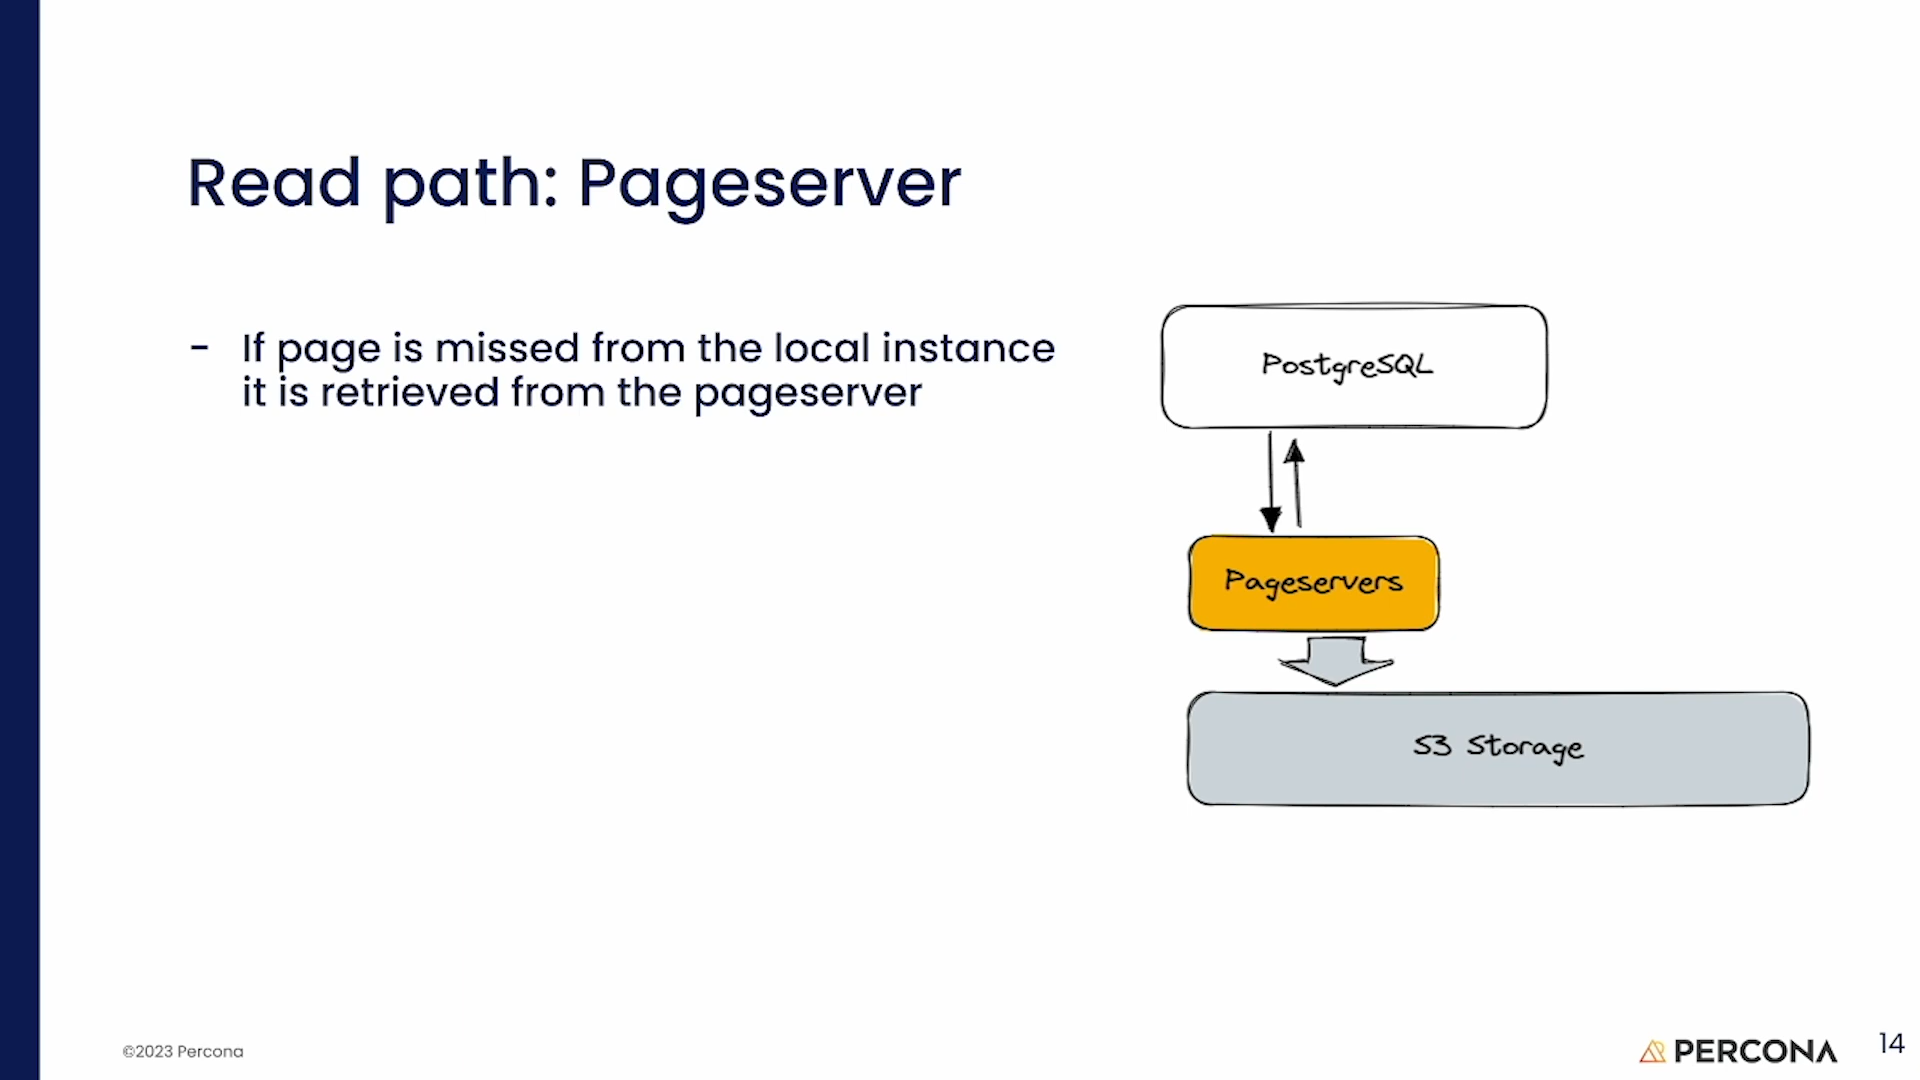 Read path: Pageserver
- If page is missed from the local instance
it is retrieved from the pageserver
PostgreSQL
Pageservers
S3 Storage
©2023 Percona
PERCONA
14